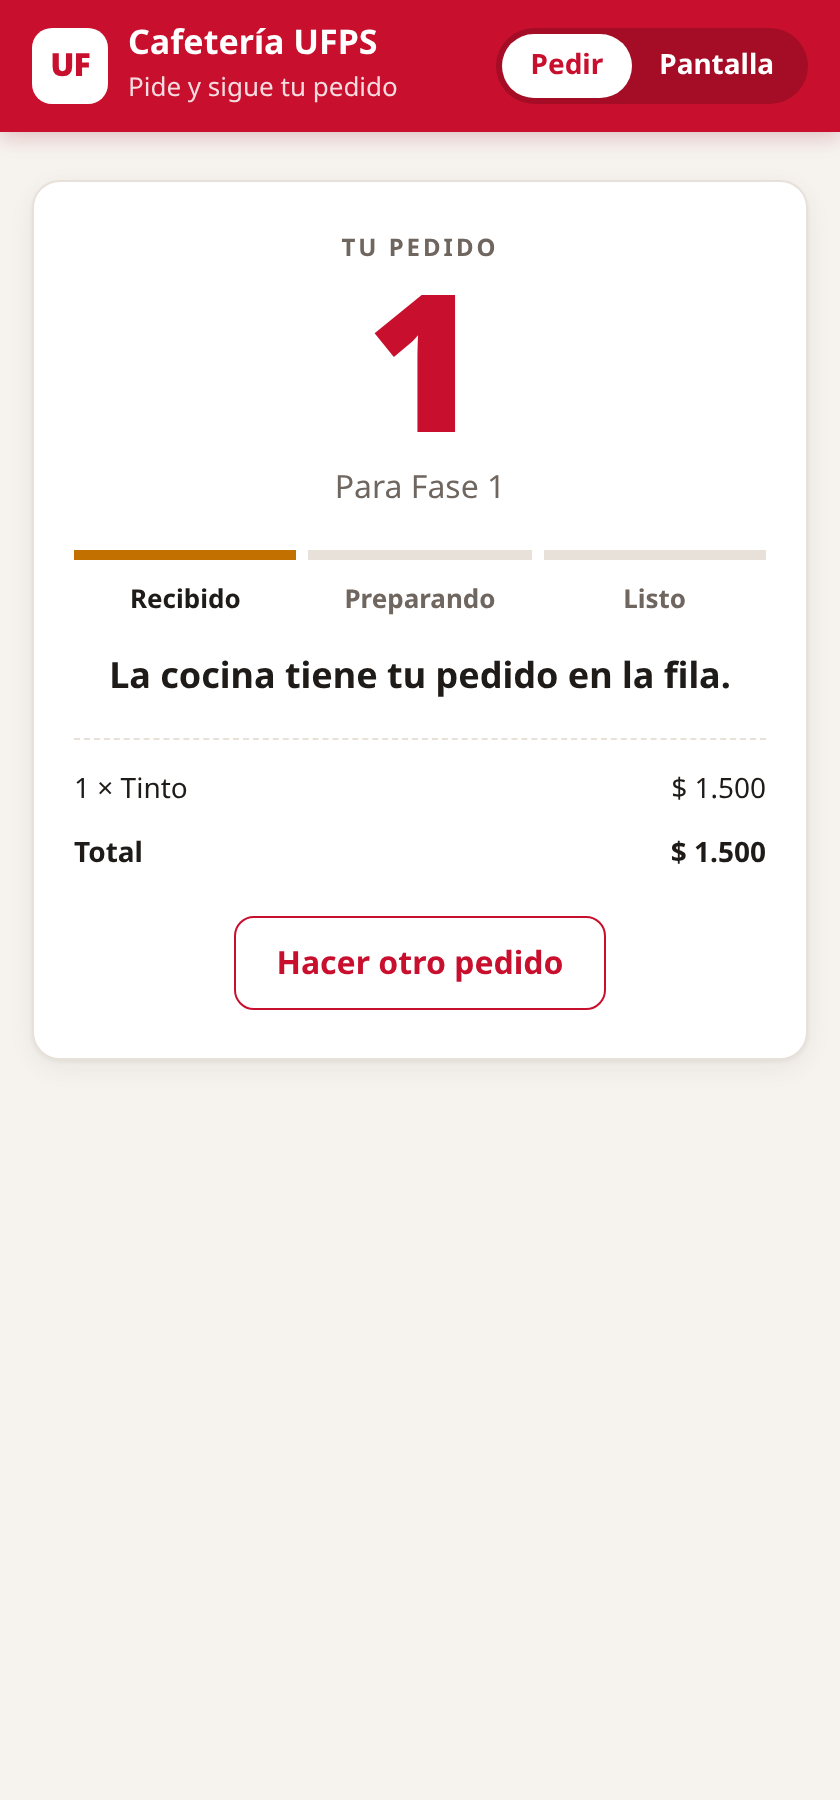 UF
Cafetería UFPS
Pide y sigue tu pedido
Pedir
Pantalla
TU PEDIDO
1
Para Fase 1
Recibido
Preparando
Listo
La cocina tiene tu pedido en la fila.
1 × Tinto
$ 1.500
Total
$ 1.500
Hacer otro pedido